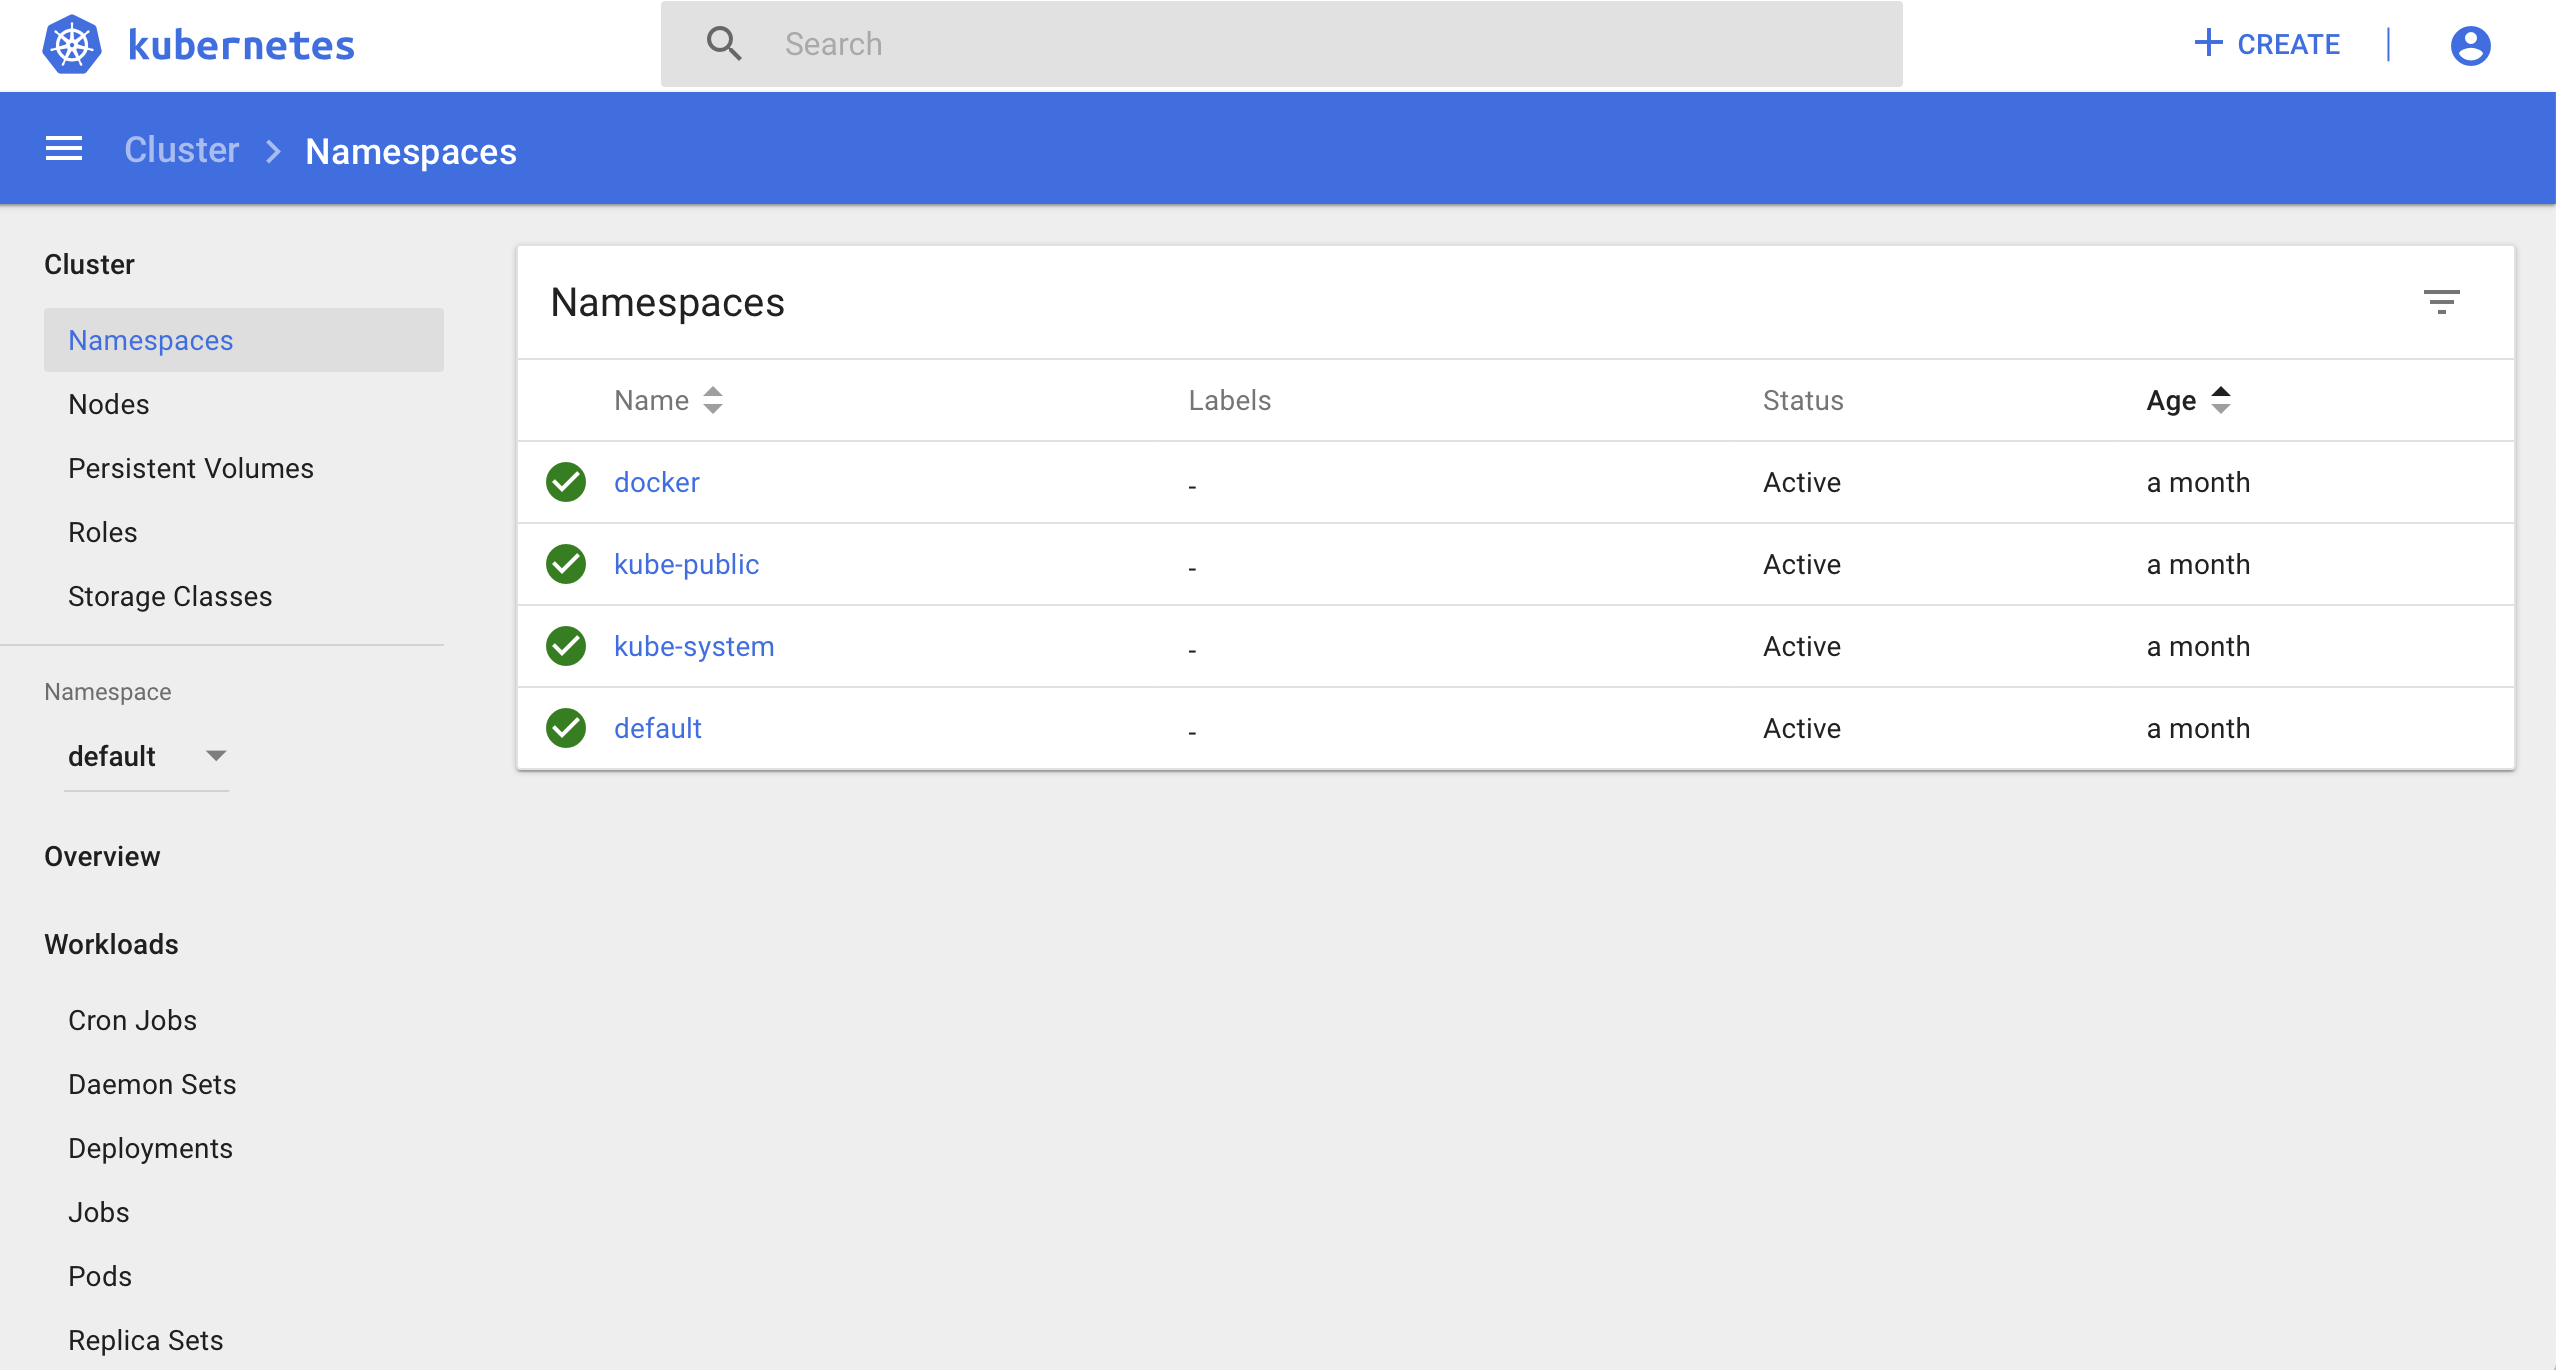 kubernetes
Search
CREATE
Cluster > Namespaces
Cluster
Namespaces
Nodes
Persistent Volumes
Roles
Storage Classes
Namespace
default
Overview
Workloads
Cron Jobs
Daemon Sets
Deployments
Jobs
Pods
Replica Sets
Namespaces
Name Labels Status Age
docker - Active a month
kube-public - Active a month
kube-system - Active a month
default - Active a month